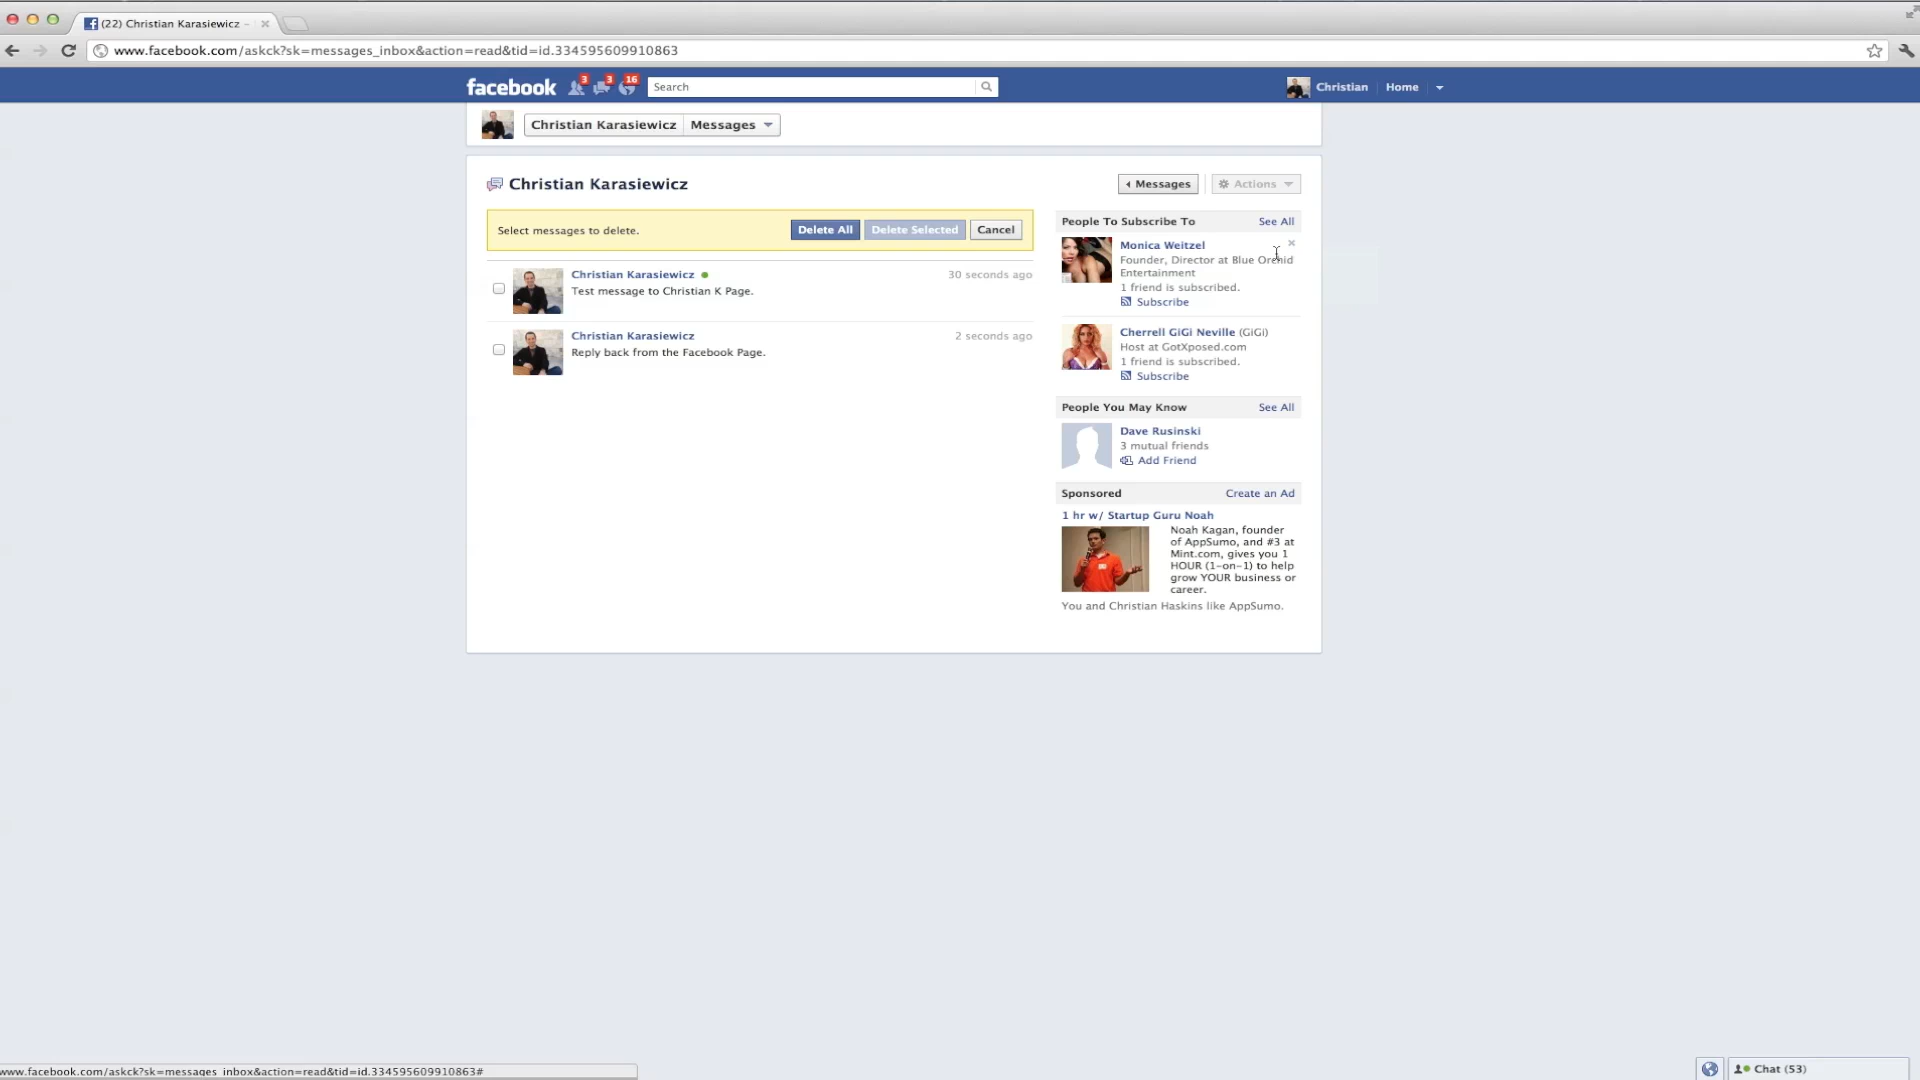 (22) Christian Karasiewicz -
www.facebook.com/askck?sk=messages_inbox&action=read&tid=id.334595609910863
facebook 3 3 16 Search Christian Home
Christian Karasiewicz Messages
Christian Karasiewicz
Messages Actions
Select messages to delete. Delete All Delete Selected Cancel
Christian Karasiewicz 30 seconds ago
Test message to Christian K Page.
Christian Karasiewicz 2 seconds ago
Reply back from the Facebook Page.
People To Subscribe To See All
Monica Weitzel
Founder, Director at Blue Orchid
Entertainment
1 friend is subscribed.
Subscribe
Cherrell GiGi Neville (GiGi)
Host at GotXposed.com
1 friend is subscribed.
Subscribe
People You May Know See All
Dave Rusinski
3 mutual friends
Add Friend
Sponsored Create an Ad
1 hr w/ Startup Guru Noah
Noah Kagan, founder
of AppSumo, and #3 at
Mint.com, gives you 1
HOUR (1-on-1) to help
grow YOUR business or
career.
You and Christian Haskins like AppSumo.
www.facebook.com/askck?sk=messages_inbox&action=read&tid=id.334595609910863#
Chat (53)